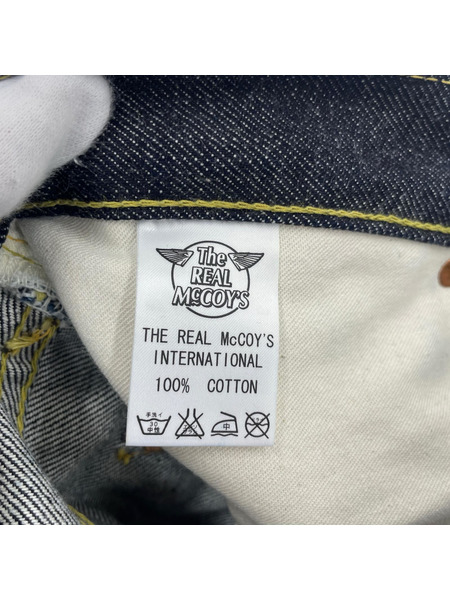 The
REAL
McCOY'S
THE REAL McCOY'S
INTERNATIONAL
100% COTTON
手洗イ
30
中性
中